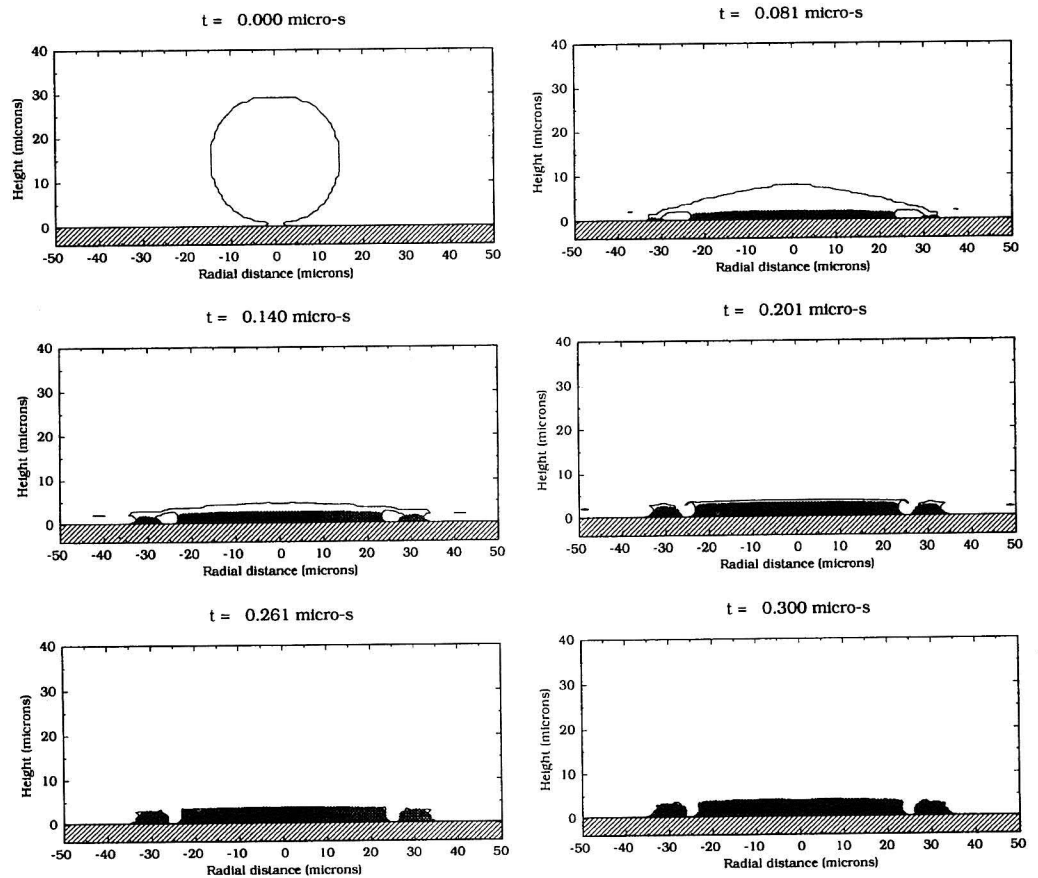 t = 0.000 micro-s
40
30
20
10
0
Height (microns)
-50 -40 -30 -20 -10 0 10 20 30 40 50
Radial distance (microns)
t = 0.081 micro-s
40
30
20
10
0
Height (microns)
-50 -40 -30 -20 -10 0 10 20 30 40 50
Radial distance (microns)
t = 0.140 micro-s
40
30
20
10
0
Height (microns)
-50 -40 -30 -20 -10 0 10 20 30 40 50
Radial distance (microns)
t = 0.201 micro-s
40
30
20
10
0
Height (microns)
-50 -40 -30 -20 -10 0 10 20 30 40 50
Radial distance (microns)
t = 0.261 micro-s
40
30
20
10
0
Height (microns)
-50 -40 -30 -20 -10 0 10 20 30 40 50
Radial distance (microns)
t = 0.300 micro-s
40
30
20
10
0
Height (microns)
-50 -40 -30 -20 -10 0 10 20 30 40 50
Radial distance (microns)